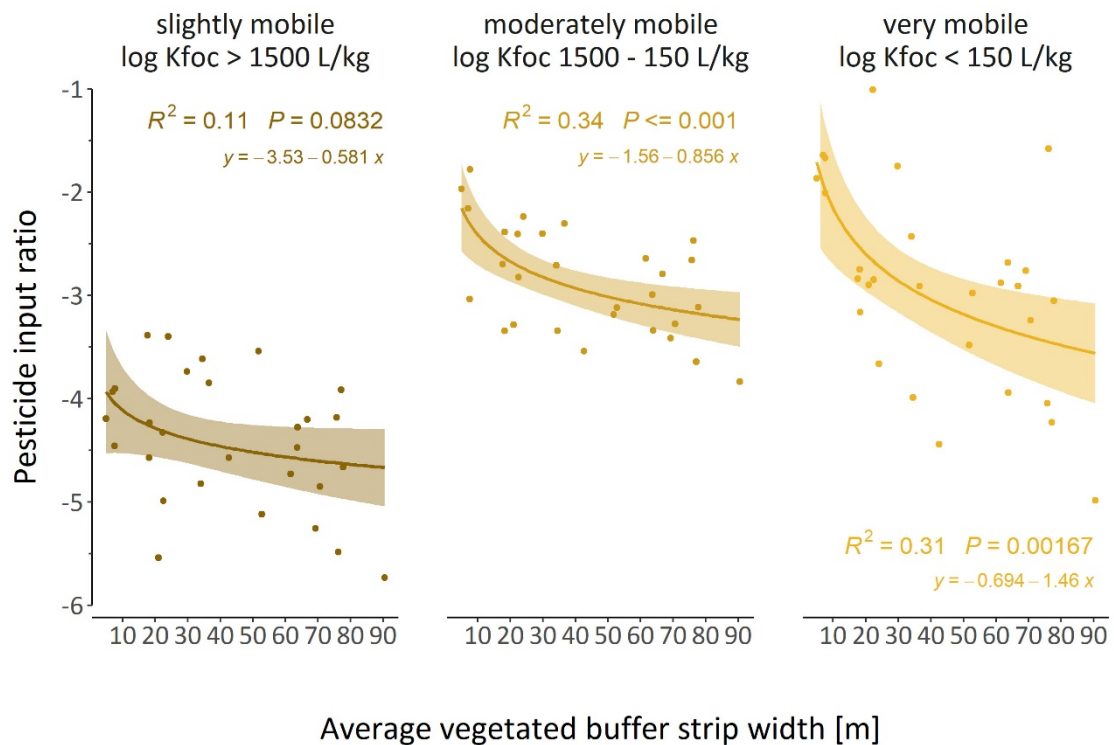 slightly mobile
log Kfoc > 1500 L/kg
moderately mobile
log Kfoc 1500 - 150 L/kg
very mobile
log Kfoc < 150 L/kg
Pesticide input ratio
-1
-2
-3
-4
-5
-6
R² = 0.11 P = 0.0832
y = −3.53 − 0.581 x
R² = 0.34 P <= 0.001
y = −1.56 − 0.856 x
R² = 0.31 P = 0.00167
y = −0.694 − 1.46 x
10 20 30 40 50 60 70 80 90
10 20 30 40 50 60 70 80 90
10 20 30 40 50 60 70 80 90
Average vegetated buffer strip width [m]